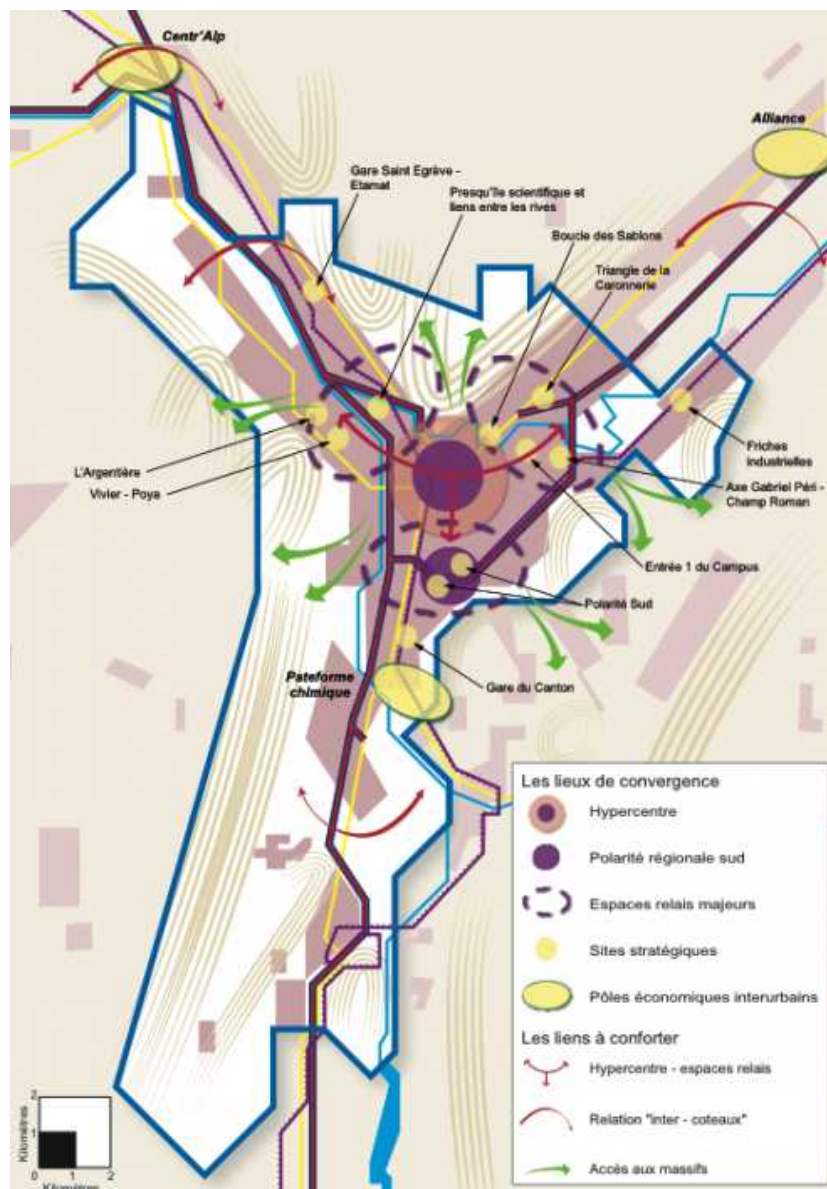 Centr'Alp
Alliance
Gare Saint Egrève -
Etamat
Presqu'île scientifique et
liens entre les rives
Boucle des Sablons
Triangle de la
Caronnerie
L'Argentière
Vivier - Poya
Friches
industrielles
Axe Gabriel Péri -
Champ Roman
Entrée 1 du Campus
Polarité Sud
Gare du Canton
Pateforme
chimique
Les lieux de convergence
Hypercentre
Polarité régionale sud
Espaces relais majeurs
Sites stratégiques
Pôles économiques interurbains
Les liens à conforter
Hypercentre - espaces relais
Relation "inter - coteaux"
Accès aux massifs
2
1
Kilomètres
0 1 2
Kilomètres